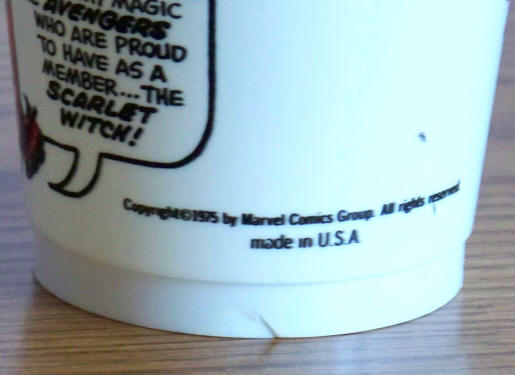 MAGIC
AVENGERS
WHO ARE PROUD
TO HAVE AS A
MEMBER...THE
SCARLET
WITCH!
Copyright©1975 by Marvel Comics Group. All rights reserved.
made in U.S.A.